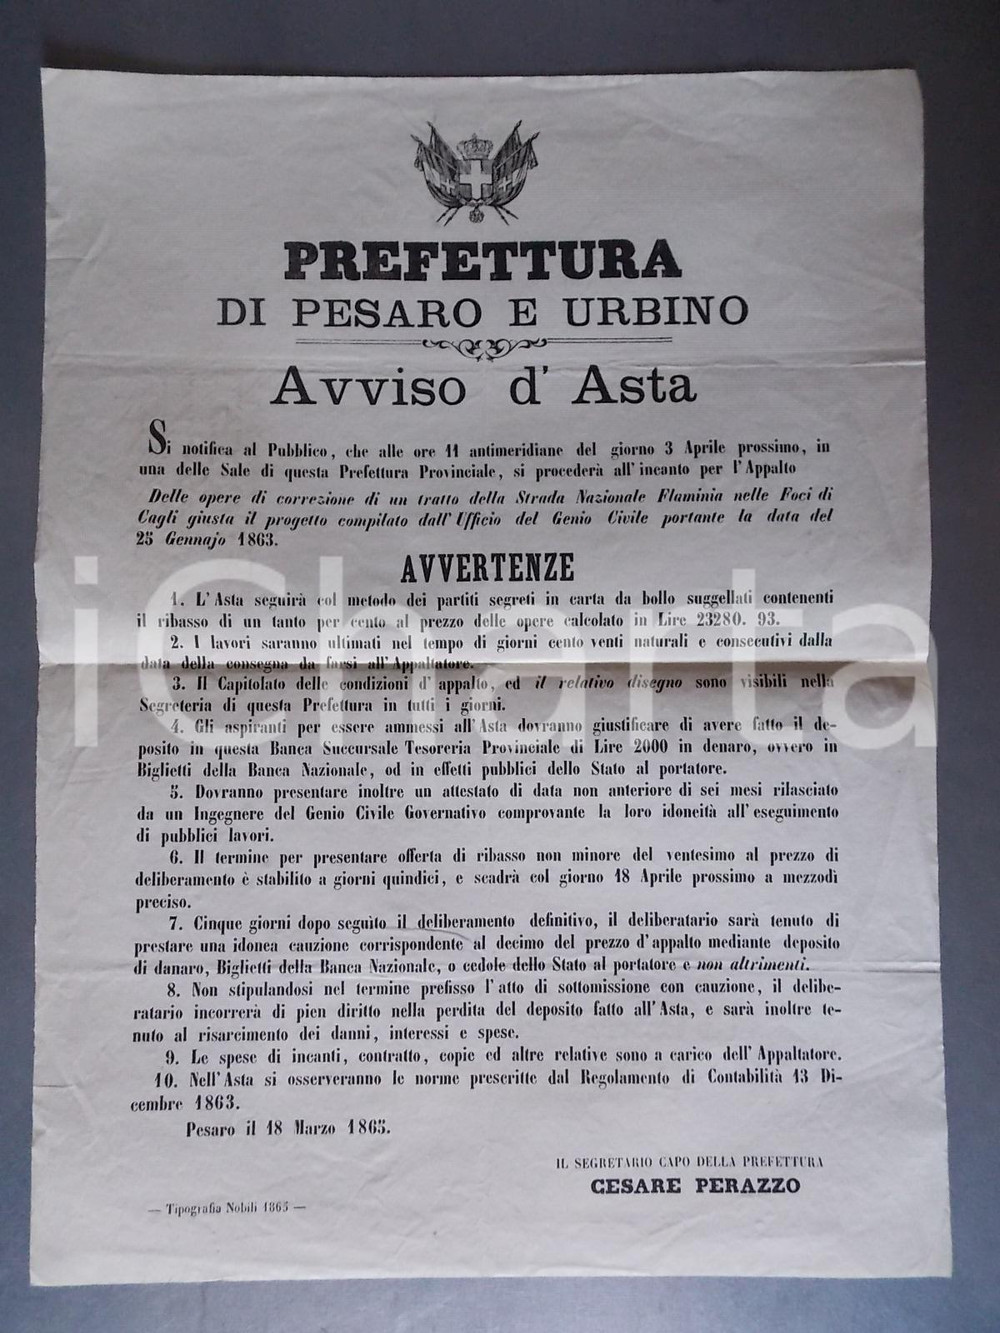 PREFETTURA
DI PESARO E URBINO
Avviso d'Asta
Si notifica al Pubblico, che alle ore 11 antimeridiane del giorno 3 Aprile prossimo, in
una delle Sale di questa Prefettura Provinciale, si procederà all'incanto per l'Appalto
Delle opere di correzione di un tratto della Strada Nazionale Flaminia nelle Foci di
Cagli giusta il progetto compilato dall'Ufficio del Genio Civile portante la data del
25 Gennajo 1863.
AVVERTENZE
1. L'Asta seguirà col metodo dei partiti segreti in carta da bollo suggellati contenenti
il ribasso di un tanto per cento al prezzo delle opere calcolato in Lire 23280. 93.
2. I lavori saranno ultimati nel tempo di giorni cento venti naturali e consecutivi dalla
data della consegna da farsi all'Appaltatore.
3. Il Capitolato delle condizioni d'appalto, ed il relativo disegno sono visibili nella
Segreteria di questa Prefettura in tutti i giorni.
4. Gli aspiranti per essere ammessi all'Asta dovranno giustificare di avere fatto il de-
posito in questa Banca Succursale Tesoreria Provinciale di Lire 2000 in denaro, ovvero in
Biglietti della Banca Nazionale, od in effetti pubblici dello Stato al portatore.
5. Dovranno presentare inoltre un attestato di data non anteriore di sei mesi rilasciato
da un Ingegnere del Genio Civile Governativo comprovante la loro idoneità all'eseguimento
di pubblici lavori.
6. Il termine per presentare offerta di ribasso non minore del ventesimo al prezzo di
deliberamento è stabilito a giorni quindici, e scadrà col giorno 18 Aprile prossimo a mezzodì
preciso.
7. Cinque giorni dopo seguìto il deliberamento definitivo, il deliberatario sarà tenuto di
prestare una idonea cauzione corrispondente al decimo del prezzo d'appalto mediante deposito
di danaro, Biglietti della Banca Nazionale, o cedole dello Stato al portatore e non altrimenti.
8. Non stipulandosi nel termine prefisso l'atto di sottomissione con cauzione, il delibe-
ratario incorrerà di pien diritto nella perdita del deposito fatto all'Asta, e sarà inoltre te-
nuto al risarcimento dei danni, interessi e spese.
9. Le spese di incanti, contratto, copie ed altre relative sono a carico dell'Appaltatore.
10. Nell'Asta si osserveranno le norme prescritte dal Regolamento di Contabilità 13 Di-
cembre 1863.
Pesaro il 18 Marzo 1865.
IL SEGRETARIO CAPO DELLA PREFETTURA
CESARE PERAZZO
— Tipografia Nobili 1865 —
iCharta